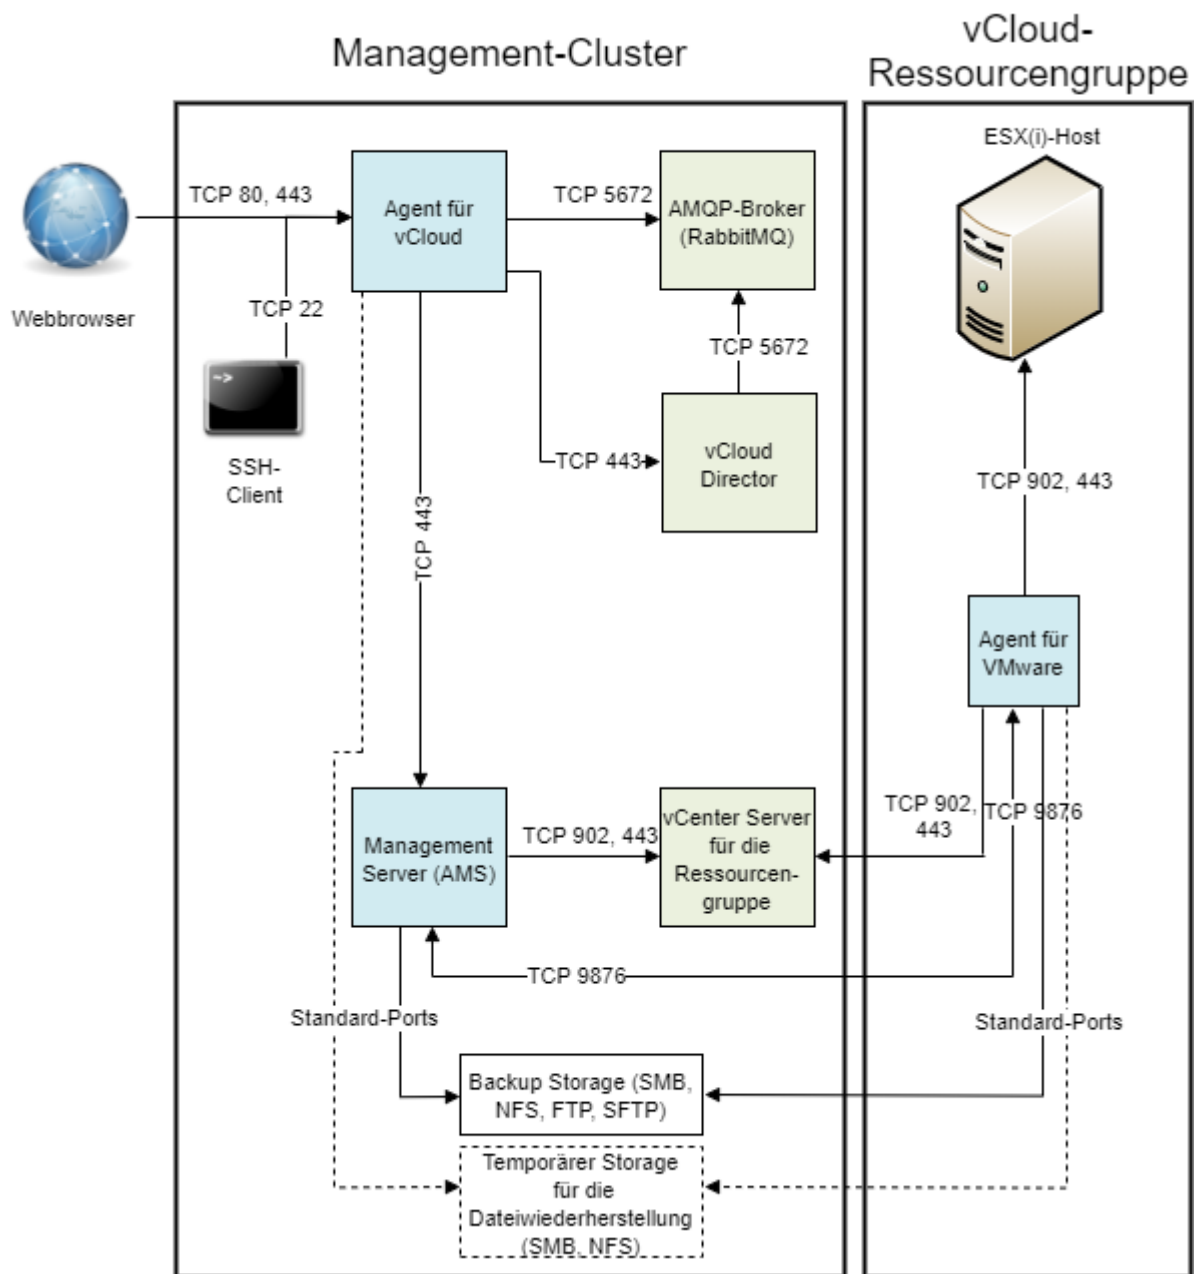 Management-Cluster
vCloud-
Ressourcengruppe
ESX(i)-Host
TCP 80, 443
Agent für
vCloud
TCP 5672
AMQP-Broker
(RabbitMQ)
Webbrowser
TCP 22
TCP 5672
~>
SSH-
Client
TCP 443
TCP 443
vCloud
Director
TCP 902, 443
Agent für
VMware
Management
Server (AMS)
TCP 902, 443
vCenter Server
für die
Ressourcen-
gruppe
TCP 902,
443
TCP 9876
TCP 9876
Standard-Ports
Standard-Ports
Backup Storage (SMB,
NFS, FTP, SFTP)
Temporärer Storage
für die
Dateiwiederherstellung
(SMB, NFS)